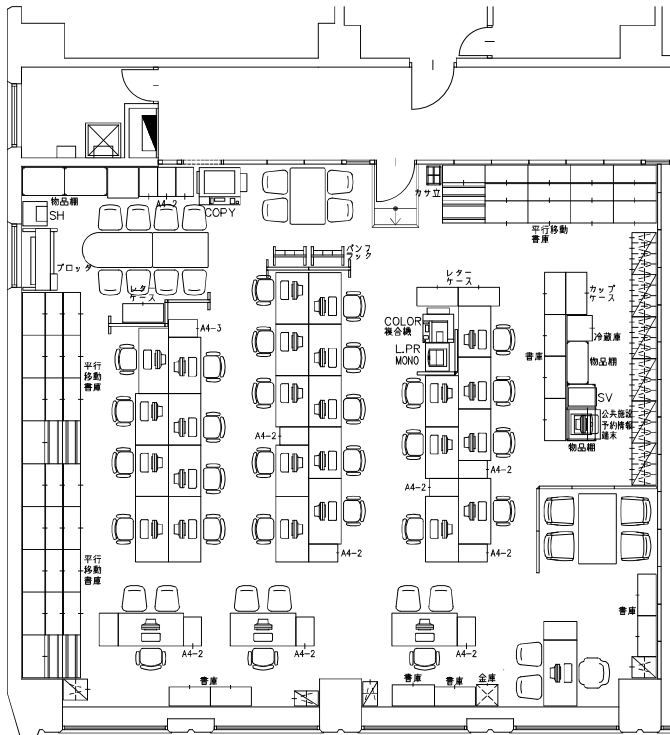 物品棚
A4-2
COPY
SH
プロッタ
カサ立
平行移動
書庫
パンフ
ラック
レター
ケース
レター
ケース
カップ
ケース
A4-3
COLOR
複合機
L.PR
MONO
冷蔵庫
書庫
物品棚
平行
移動
書庫
SV
公共施設
予約情報
端末
物品棚
A4-2
A4-2
A4-2
A4-2
A4-2
平行
移動
書庫
書庫
A4-2
A4-2
A4-2
書庫
書庫
書庫
金庫